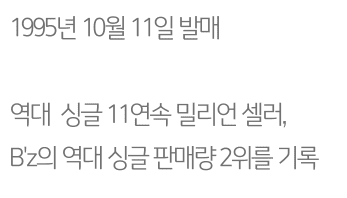 1995년 10월 11일 발매
역대 싱글 11연속 밀리언 셀러,
B'z의 역대 싱글 판매량 2위를 기록